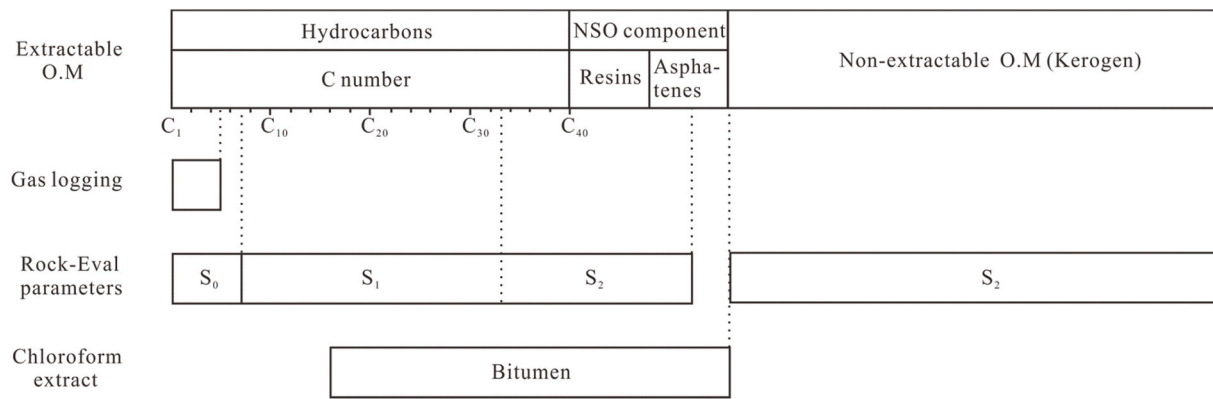 Extractable
O.M
Hydrocarbons
NSO component
Non-extractable O.M (Kerogen)
C number
Resins
Aspha-
tenes
C₁
C₁₀
C₂₀
C₃₀
C₄₀
Gas logging
Rock-Eval
parameters
S₀
S₁
S₂
S₂
Chloroform
extract
Bitumen